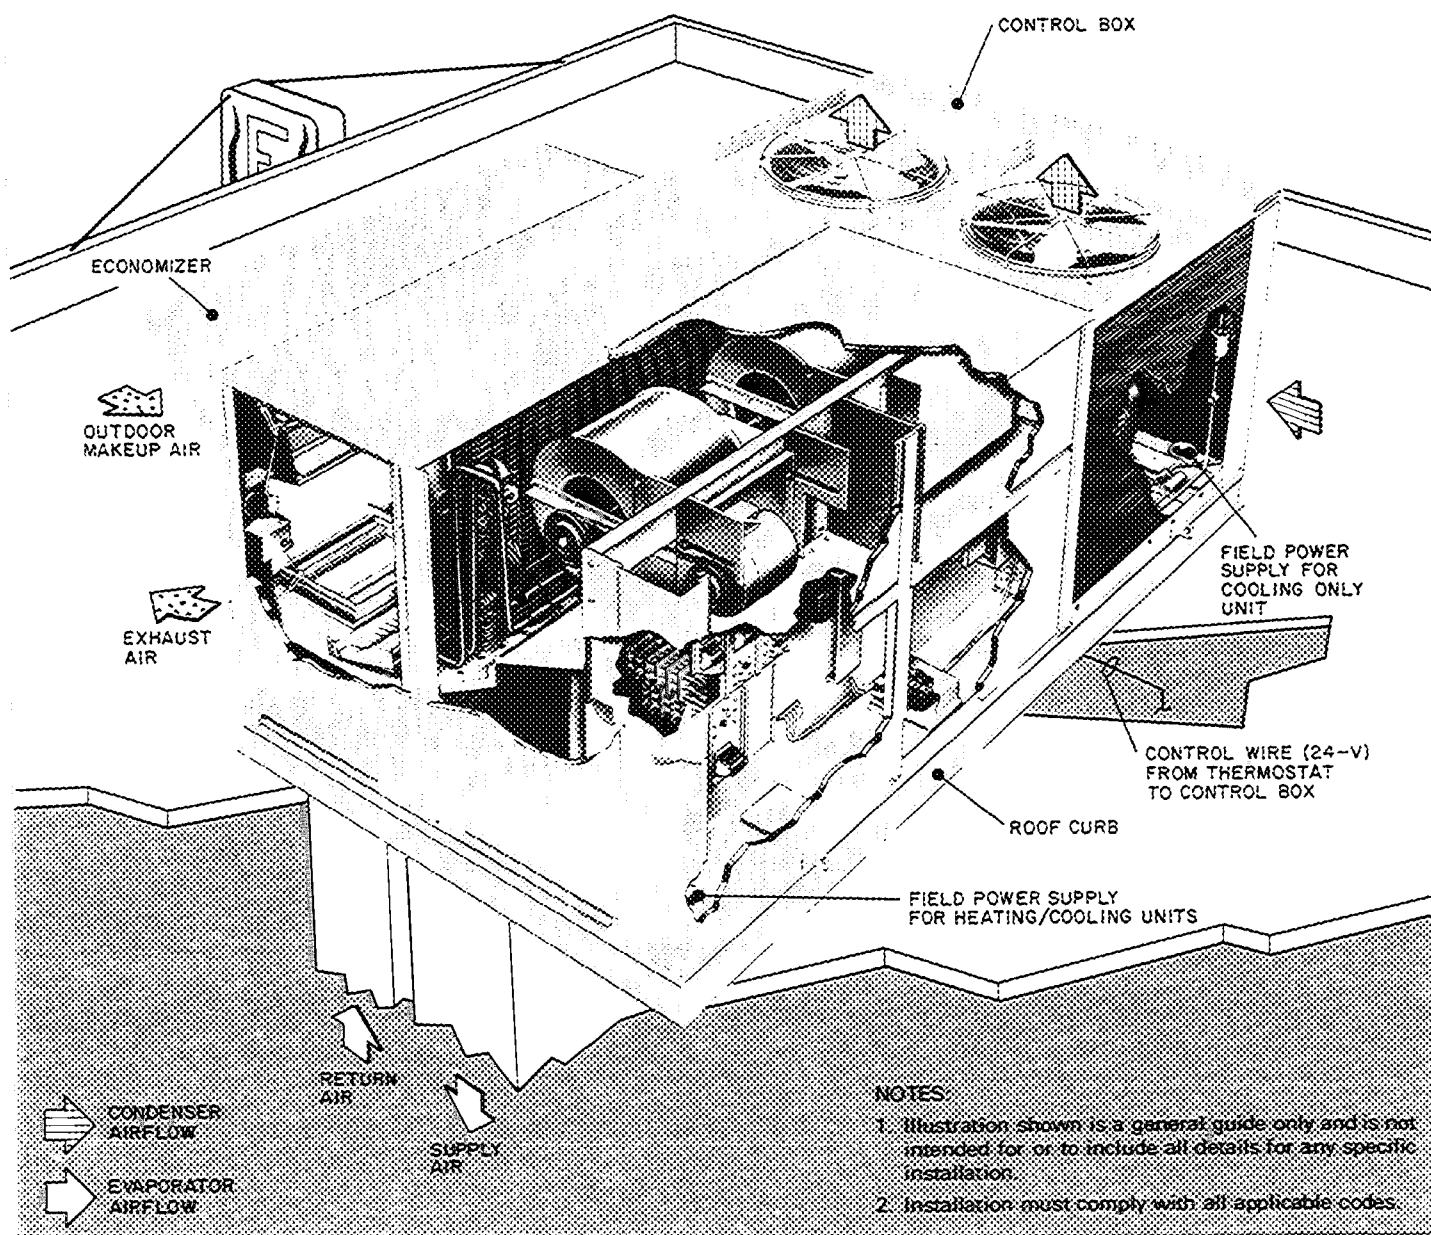 CONTROL BOX
E
ECONOMIZER
OUTDOOR
MAKEUP AIR
EXHAUST
AIR
FIELD POWER
SUPPLY FOR
COOLING ONLY
UNIT
CONTROL WIRE (24-V)
FROM THERMOSTAT
TO CONTROL BOX
ROOF CURB
FIELD POWER SUPPLY
FOR HEATING/COOLING UNITS
RETURN
AIR
SUPPLY
AIR
CONDENSER
AIRFLOW
EVAPORATOR
AIRFLOW
NOTES:
1. Illustration shown is a general guide only and is not
intended for or to include all details for any specific
installation.
2. Installation must comply with all applicable codes.